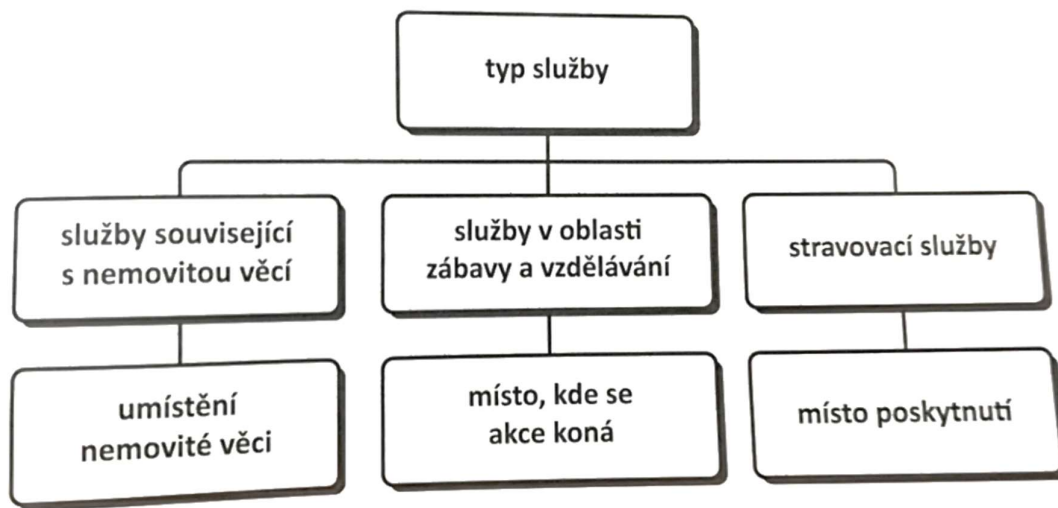 typ služby
služby související
s nemovitou věcí
služby v oblasti
zábavy a vzdělávání
stravovací služby
umístění
nemovité věci
místo, kde se
akce koná
místo poskytnutí